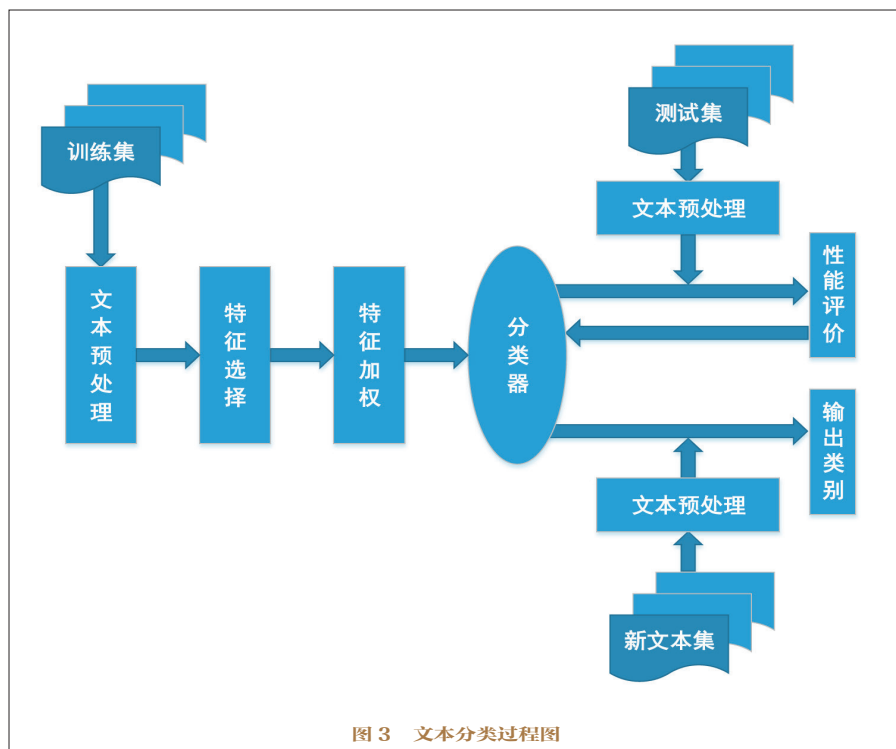 训练集
文本预处理
特征选择
特征加权
分类器
测试集
文本预处理
性能评价
输出类别
文本预处理
新文本集
图 3 文本分类过程图